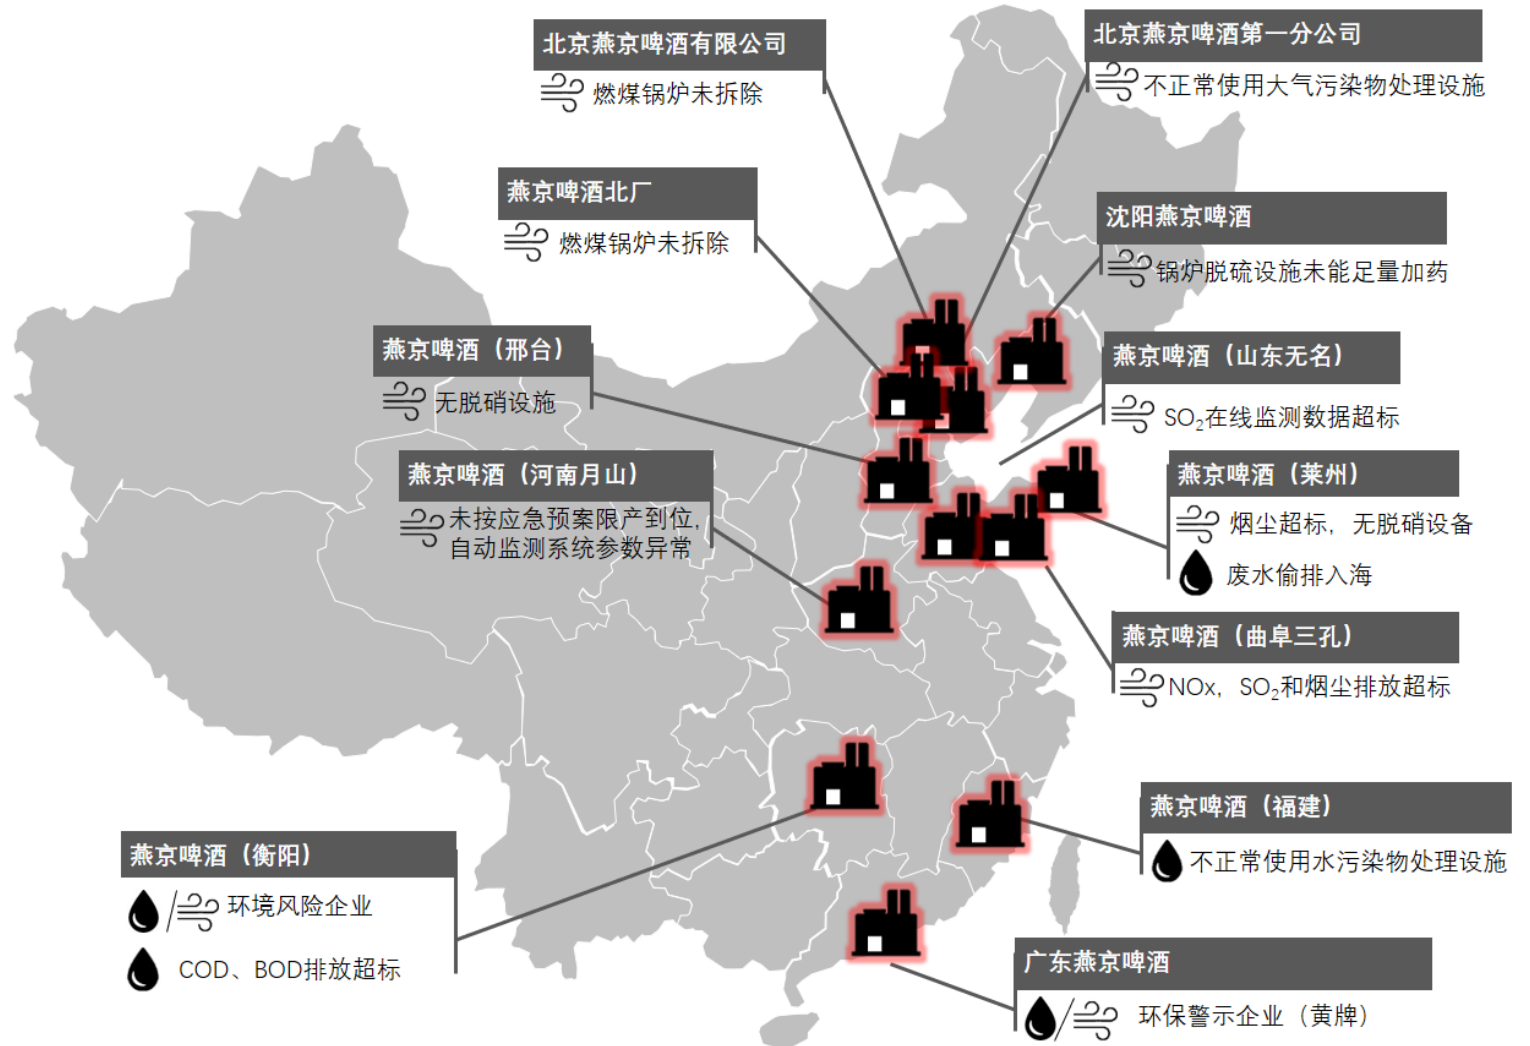 北京燕京啤酒有限公司
燃煤锅炉未拆除
北京燕京啤酒第一分公司
不正常使用大气污染物处理设施
燕京啤酒北厂
燃煤锅炉未拆除
沈阳燕京啤酒
锅炉脱硫设施未能足量加药
燕京啤酒（邢台）
无脱硝设施
燕京啤酒（山东无名）
SO₂在线监测数据超标
燕京啤酒（河南月山）
未按应急预案限产到位，
自动监测系统参数异常
燕京啤酒（莱州）
烟尘超标，无脱硝设备
废水偷排入海
燕京啤酒（曲阜三孔）
NOx，SO₂和烟尘排放超标
燕京啤酒（福建）
不正常使用水污染物处理设施
燕京啤酒（衡阳）
/
环境风险企业
COD、BOD排放超标
广东燕京啤酒
/
环保警示企业（黄牌）